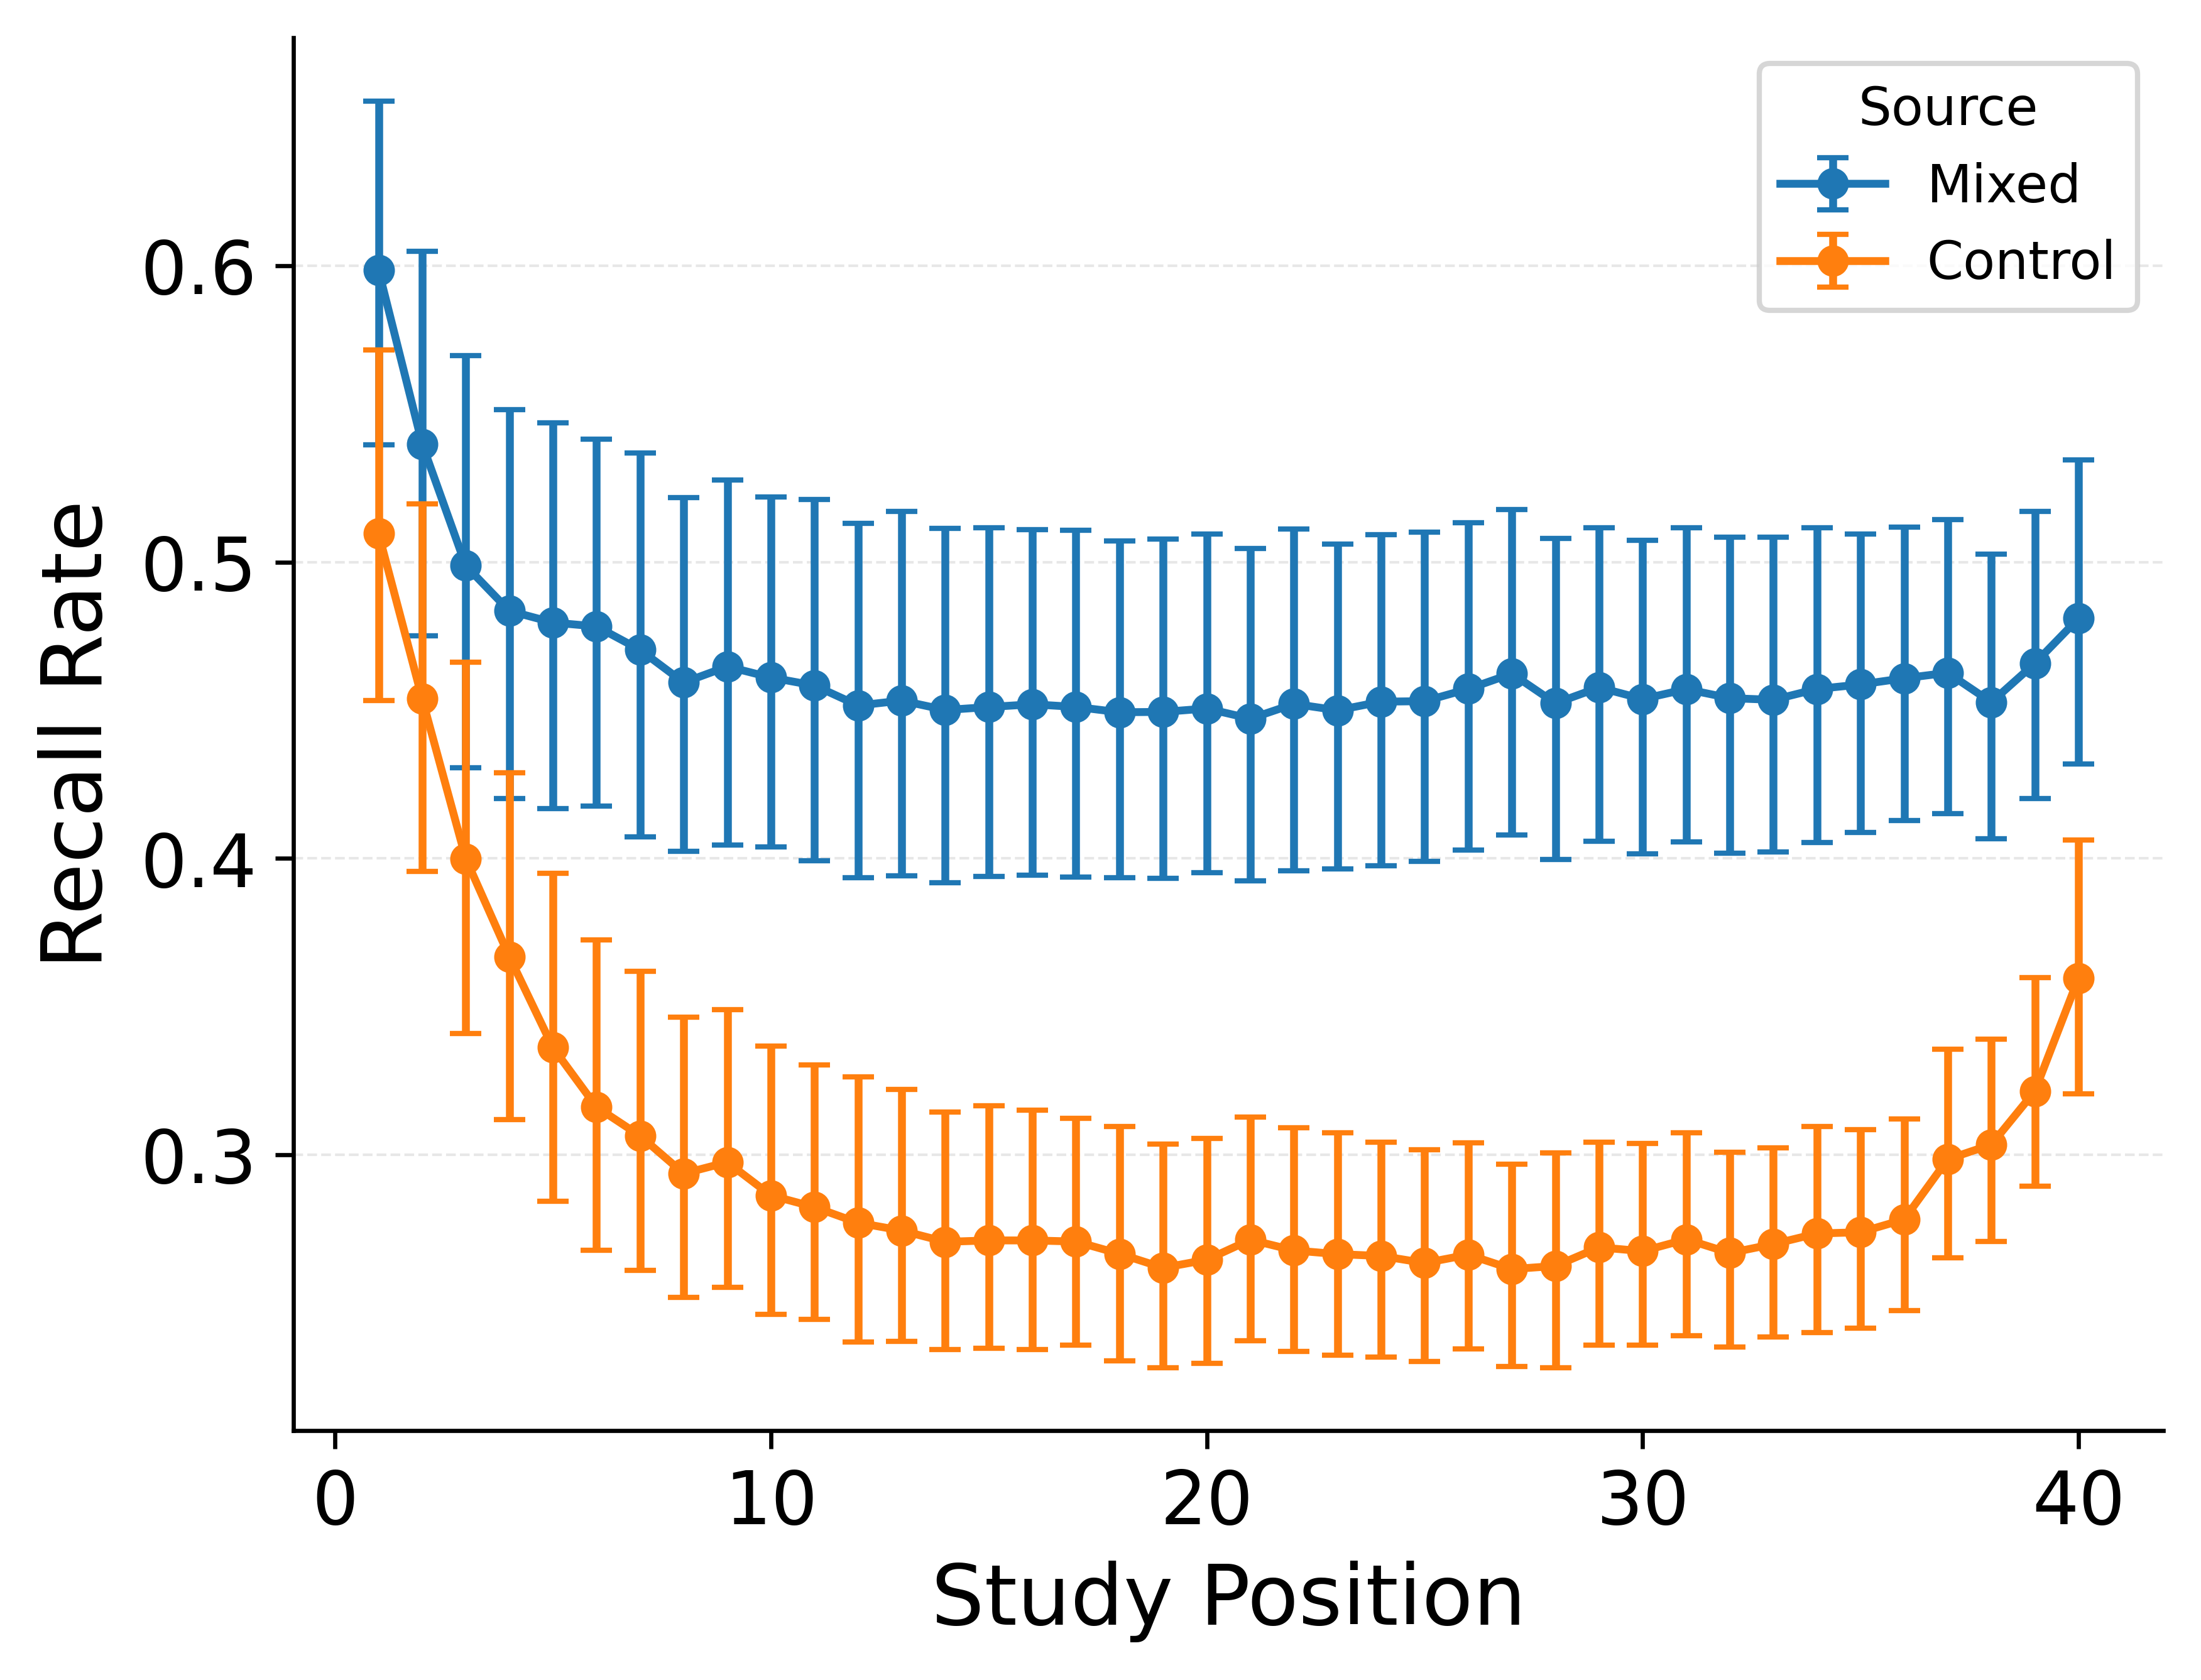 Source
Mixed
Control
0.6
0.5
0.4
0.3
Recall Rate
0 10 20 30 40
Study Position